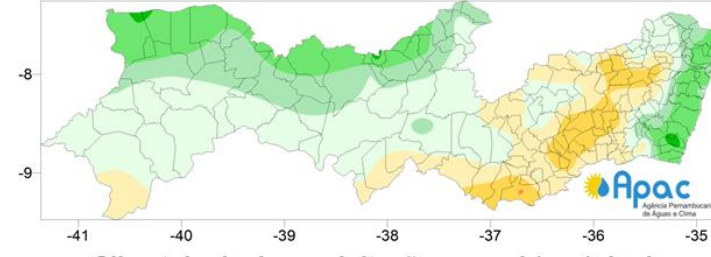 -8
-9
Apac
Agência Pernambucana
de Águas e Clima
-41 -40 -39 -38 -37 -36 -35